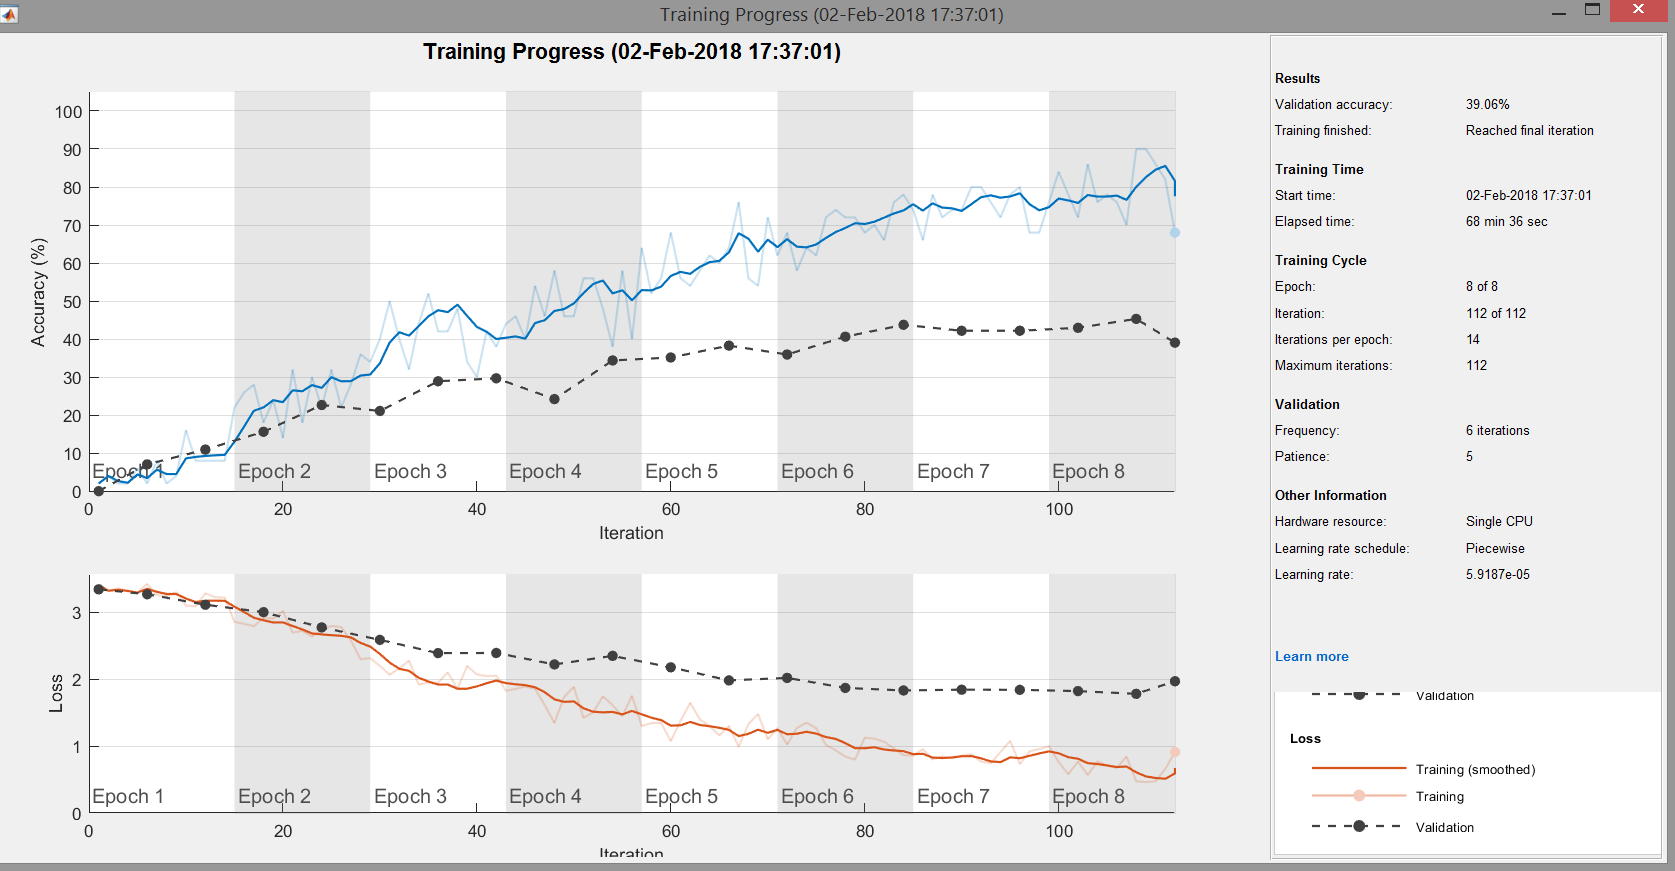 Training Progress (02-Feb-2018 17:37:01)
Training Progress (02-Feb-2018 17:37:01)
100
90
80
70
60
50
40
30
20
10
0
Accuracy (%)
Epoch 1 Epoch 2 Epoch 3 Epoch 4 Epoch 5 Epoch 6 Epoch 7 Epoch 8
0 20 40 60 80 100
Iteration
3
2
1
0
Loss
Epoch 1 Epoch 2 Epoch 3 Epoch 4 Epoch 5 Epoch 6 Epoch 7 Epoch 8
0 20 40 60 80 100
Iteration
Results
Validation accuracy: 39.06%
Training finished: Reached final iteration
Training Time
Start time: 02-Feb-2018 17:37:01
Elapsed time: 68 min 36 sec
Training Cycle
Epoch: 8 of 8
Iteration: 112 of 112
Iterations per epoch: 14
Maximum iterations: 112
Validation
Frequency: 6 iterations
Patience: 5
Other Information
Hardware resource: Single CPU
Learning rate schedule: Piecewise
Learning rate: 5.9187e-05
Learn more
Validation
Loss
Training (smoothed)
Training
Validation